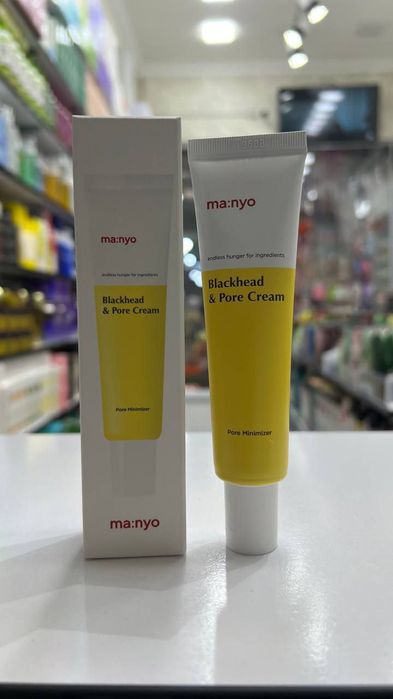 ma:nyo
endless hunger for ingredients
Blackhead
& Pore Cream
Pore Minimizer
ma:nyo
ma:nyo
endless hunger for ingredients
Blackhead
& Pore Cream
Pore Minimizer